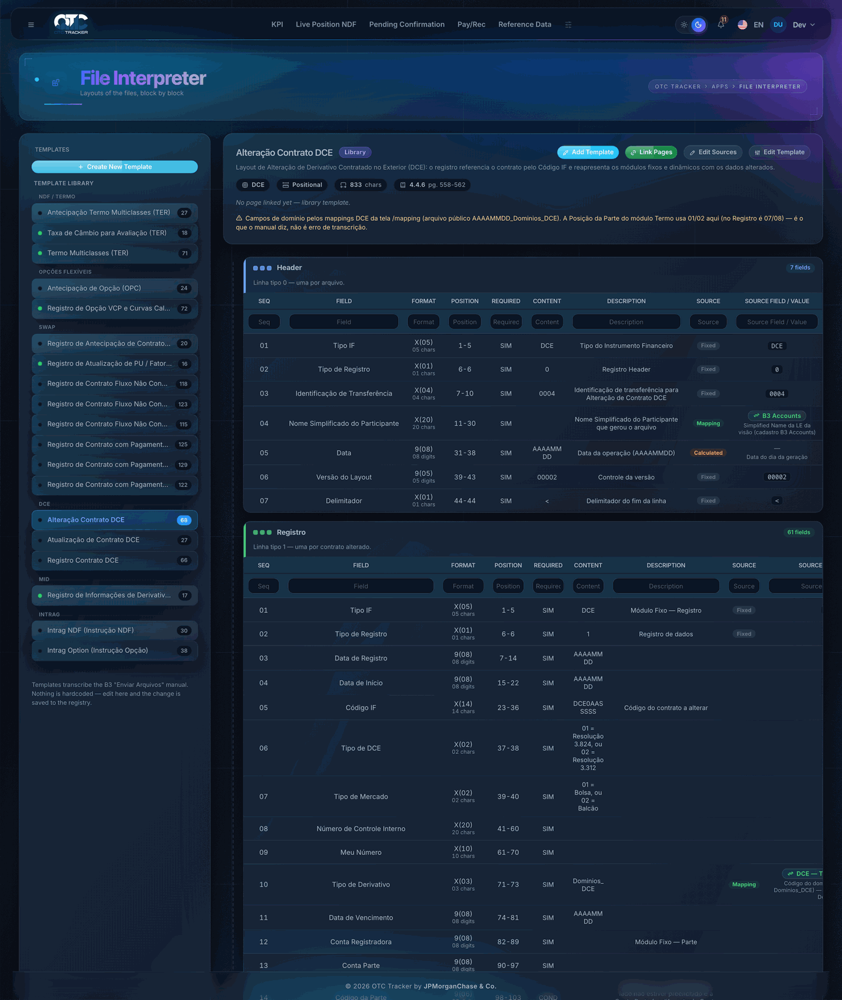 OTC
TRACKER
KPI
Live Position NDF
Pending Confirmation
Pay/Rec
Reference Data
11
EN
DU
Dev
File Interpreter
Layouts of the files, block by block
OTC TRACKER > APPS > FILE INTERPRETER
TEMPLATES
+ Create New Template
TEMPLATE LIBRARY
NDF / TERMO
Antecipação Termo Multiclasses (TER) 27
Taxa de Câmbio para Avaliação (TER) 18
Termo Multiclasses (TER) 71
OPÇÕES FLEXÍVEIS
Antecipação de Opção (OPC) 24
Registro de Opção VCP e Curvas Cal... 72
SWAP
Registro de Antecipação de Contrato... 20
Registro de Atualização de PU / Fator... 16
Registro de Contrato Fluxo Não Con... 118
Registro de Contrato Fluxo Não Con... 123
Registro de Contrato Fluxo Não Con... 115
Registro de Contrato com Pagament... 125
Registro de Contrato com Pagament... 129
Registro de Contrato com Pagament... 122
DCE
Alteração Contrato DCE 68
Atualização de Contrato DCE 27
Registro Contrato DCE 66
MID
Registro de Informações de Derivativ... 17
INTRAG
Intrag NDF (Instrução NDF) 30
Intrag Option (Instrução Opção) 38
Templates transcribe the B3 "Enviar Arquivos" manual.
Nothing is hardcoded — edit here and the change is
saved to the registry.
Alteração Contrato DCE Library
Add Template
Link Pages
Edit Sources
Edit Template
Layout de Alteração de Derivativo Contratado no Exterior (DCE): o registro referencia o contrato pelo Código IF e reapresenta os módulos fixos e dinâmicos com os dados alterados.
DCE
Positional
833 chars
4.4.6 pg. 558-562
No page linked yet — library template.
Campos de domínio pelos mappings DCE da tela /mapping (arquivo público AAAAMMDD_Dominios_DCE). A Posição da Parte do módulo Termo usa 01/02 aqui (no Registro é 07/08) — é o
que o manual diz, não é erro de transcrição.
Header
7 fields
Linha tipo 0 — uma por arquivo.
SEQ FIELD FORMAT POSITION REQUIRED CONTENT DESCRIPTION SOURCE SOURCE FIELD / VALUE
Seq Field Format Position Required Content Description Source Source Field / Value
01 Tipo IF X(05) 1-5 SIM DCE Tipo do Instrumento Financeiro Fixed DCE
05 chars
02 Tipo de Registro X(01) 6-6 SIM 0 Registro Header Fixed 0
01 chars
03 Identificação de Transferência X(04) 7-10 SIM 0004 Identificação de transferência para Fixed 0004
04 chars Alteração de Contrato DCE
04 Nome Simplificado do Participante X(20) 11-30 SIM Nome Simplificado do Participante Mapping B3 Accounts
20 chars que gerou o arquivo Simplified Name da LE da
visão (cadastro B3 Accounts)
05 Data 9(08) 31-38 SIM AAAAMM Data da operação (AAAAMMDD) Calculated —
08 digits DD Data do dia da geração
06 Versão do Layout 9(05) 39-43 SIM 00002 Controle da versão Fixed 00002
05 digits
07 Delimitador X(01) 44-44 SIM < Delimitador do fim da linha Fixed <
01 chars
Registro
61 fields
Linha tipo 1 — uma por contrato alterado.
SEQ FIELD FORMAT POSITION REQUIRED CONTENT DESCRIPTION SOURCE SOURCE
Seq Field Format Position Required Content Description Source Source
01 Tipo IF X(05) 1-5 SIM DCE Módulo Fixo — Registro Fixed
05 chars
02 Tipo de Registro X(01) 6-6 SIM 1 Registro de dados Fixed
01 chars
03 Data de Registro 9(08) 7-14 SIM AAAAMM
08 digits DD
04 Data de Início 9(08) 15-22 SIM AAAAMM
08 digits DD
05 Código IF X(14) 23-36 SIM DCE0AAS Código do contrato a alterar
14 chars SSSS
06 Tipo de DCE X(02) 37-38 SIM 01 =
02 chars Resolução
3.824, ou
02 =
Resolução
3.312
07 Tipo de Mercado X(02) 39-40 SIM 01 =
02 chars Bolsa, ou
02 =
Balcão
08 Número de Controle Interno X(20) 41-60 SIM
20 chars
09 Meu Número X(10) 61-70 SIM
10 chars
10 Tipo de Derivativo X(03) 71-73 SIM Dominios_ Mapping DCE — T
03 chars DCE Código do dom
Dominios_DCE) —
De
11 Data de Vencimento 9(08) 74-81 SIM AAAAMM
08 digits DD
12 Conta Registradora 9(08) 82-89 SIM Módulo Fixo — Parte
08 digits
13 Conta Parte 9(08) 90-97 SIM
08 digits
14 Código da Parte 9(06) 98-103 COND lado não estiver preenchido e a
© 2026 OTC Tracker by JPMorganChase & Co.